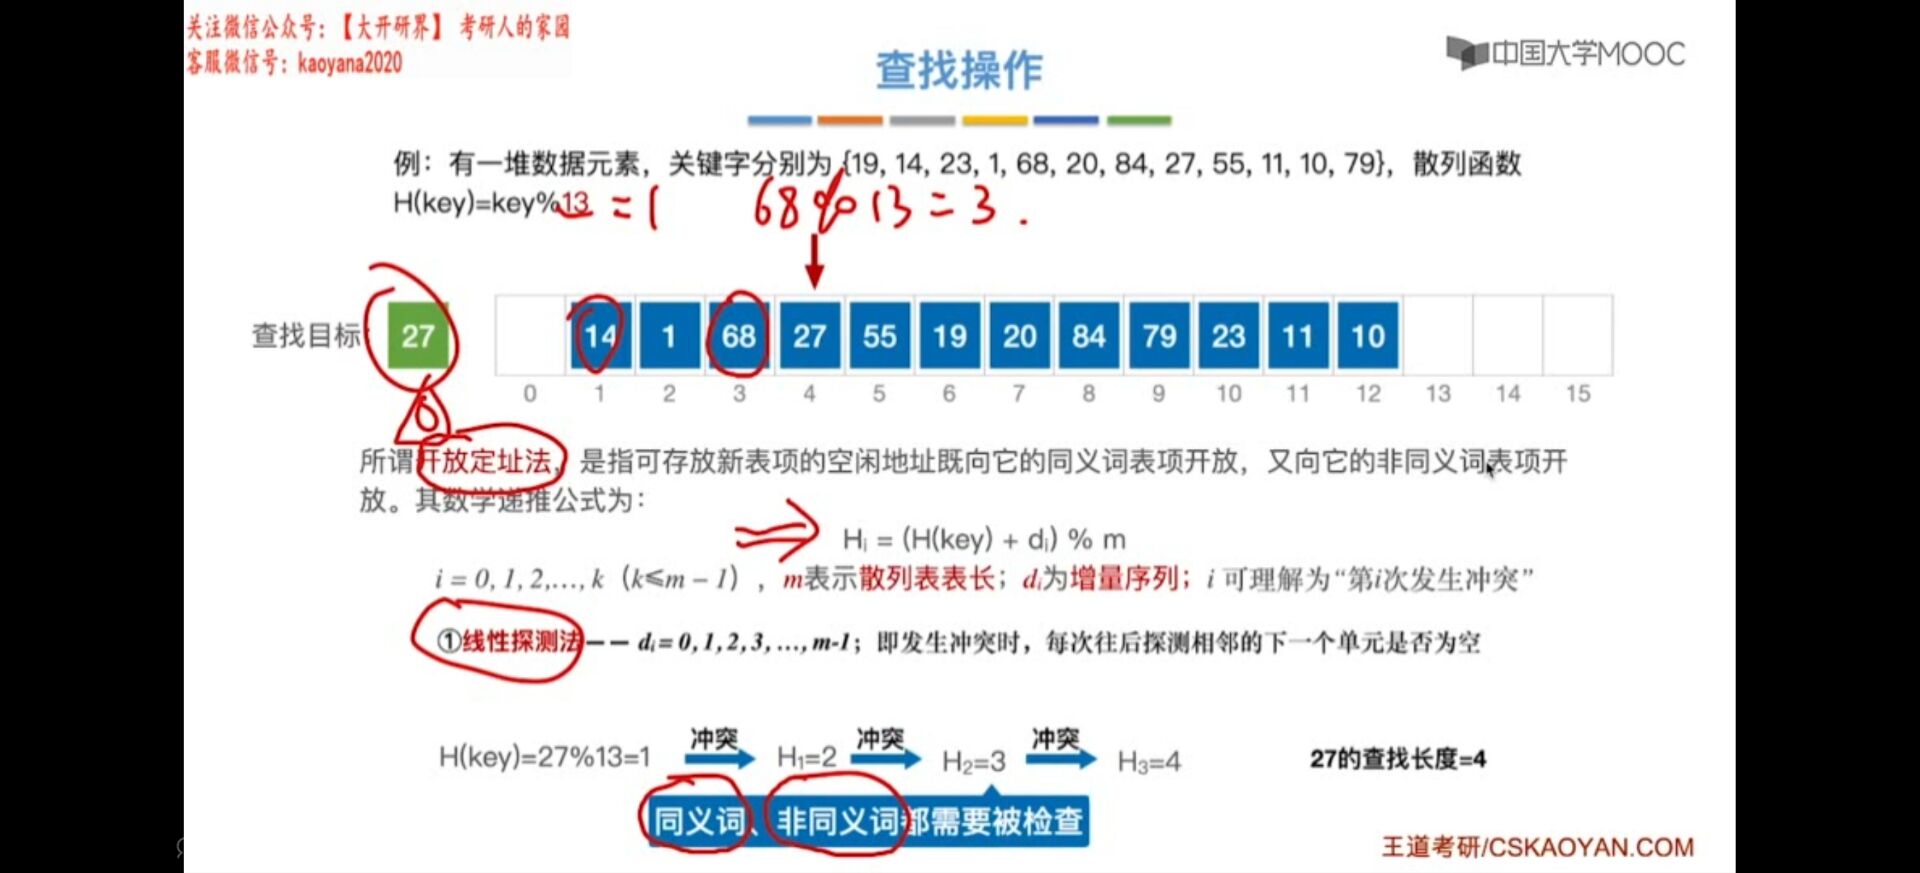 关注微信公众号：【大开研界】 考研人的家园
客服微信号：kaoyana2020
中国大学MOOC
查找操作
例：有一堆数据元素，关键字分别为 {19, 14, 23, 1, 68, 20, 84, 27, 55, 11, 10, 79}，散列函数
H(key)=key%13 = 1 68%13=3.
查找目标： 27 14 1 68 27 55 19 20 84 79 23 11 10
0 1 2 3 4 5 6 7 8 9 10 11 12 13 14 15
所谓开放定址法，是指可存放新表项的空闲地址既向它的同义词表项开放，又向它的非同义词表项开
放。其数学递推公式为：
Hᵢ = (H(key) + dᵢ) % m
i = 0, 1, 2,…, k（k≤m – 1），m表示散列表表长；dᵢ为增量序列；i 可理解为“第i次发生冲突”
①线性探测法—— dᵢ= 0, 1, 2, 3, …, m-1；即发生冲突时，每次往后探测相邻的下一个单元是否为空
冲突 冲突 冲突
H(key)=27%13=1 H₁=2 H₂=3 H₃=4 27的查找长度=4
同义词、非同义词都需要被检查
王道考研/CSKAOYAN.COM